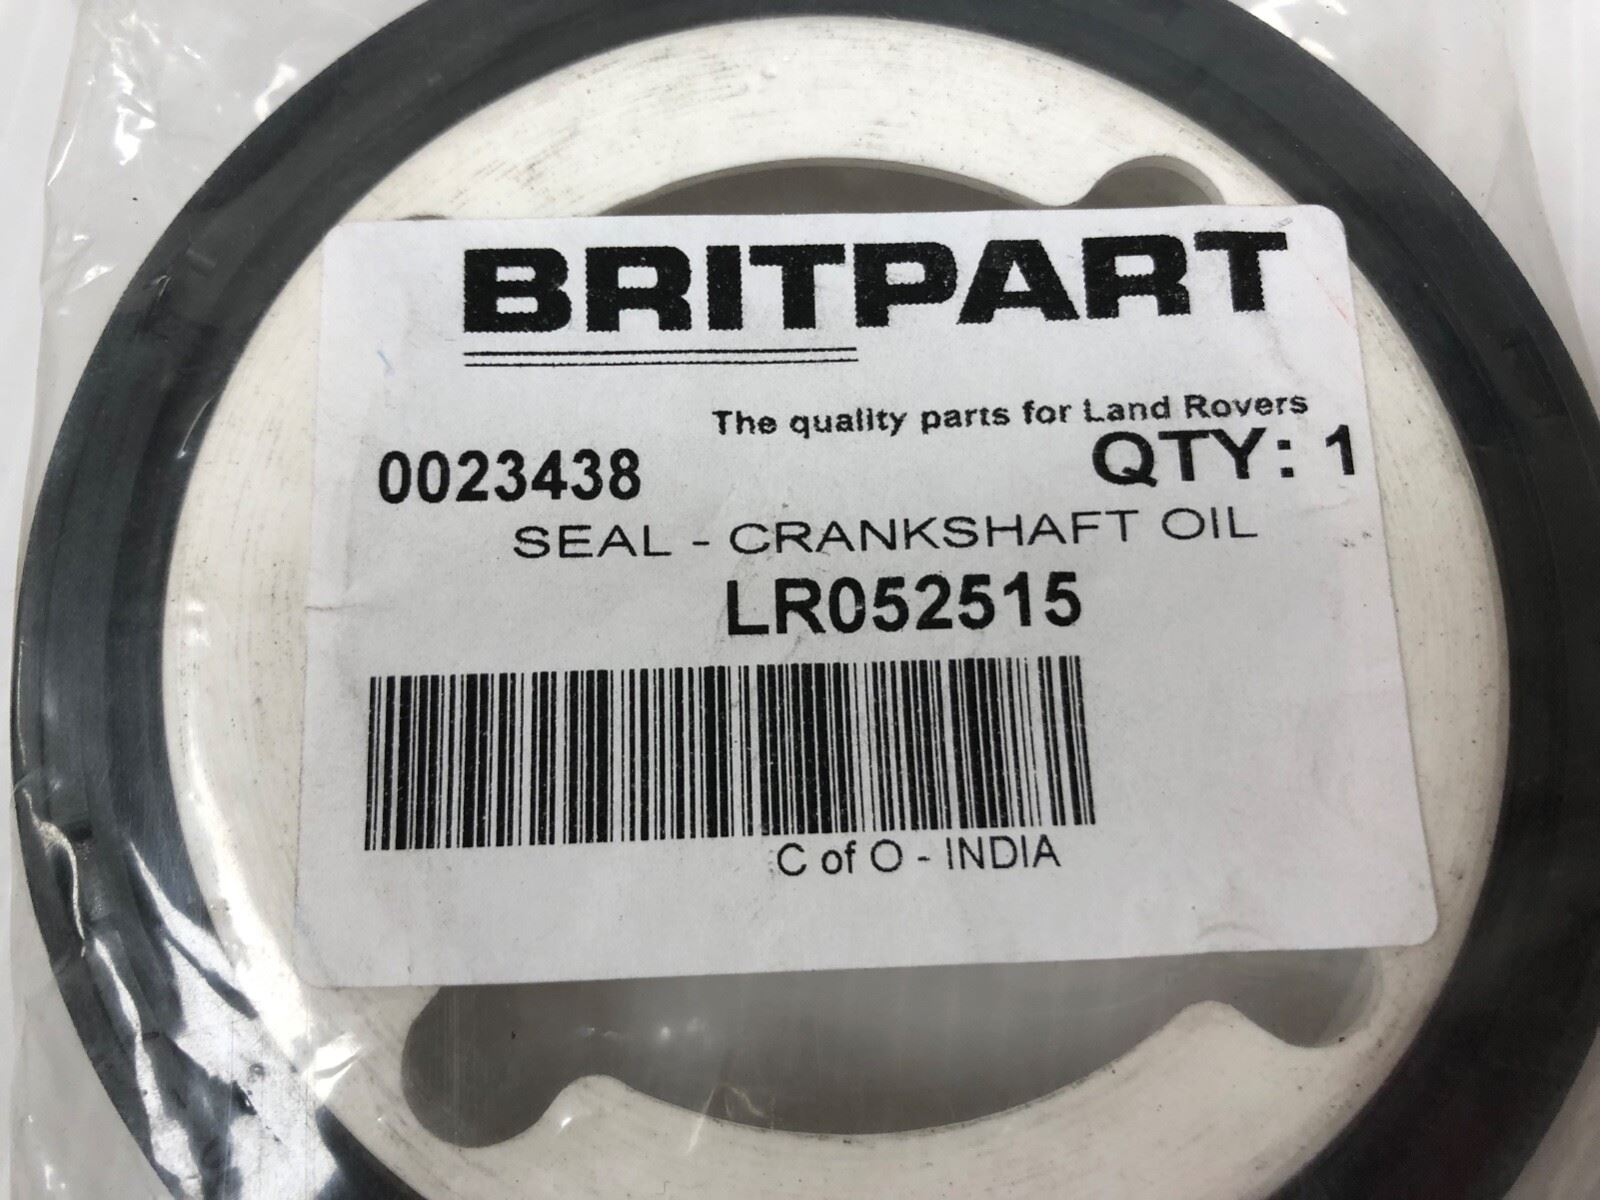 BRITPART
The quality parts for Land Rovers
0023438 QTY: 1
SEAL - CRANKSHAFT OIL
LR052515
C of O - INDIA